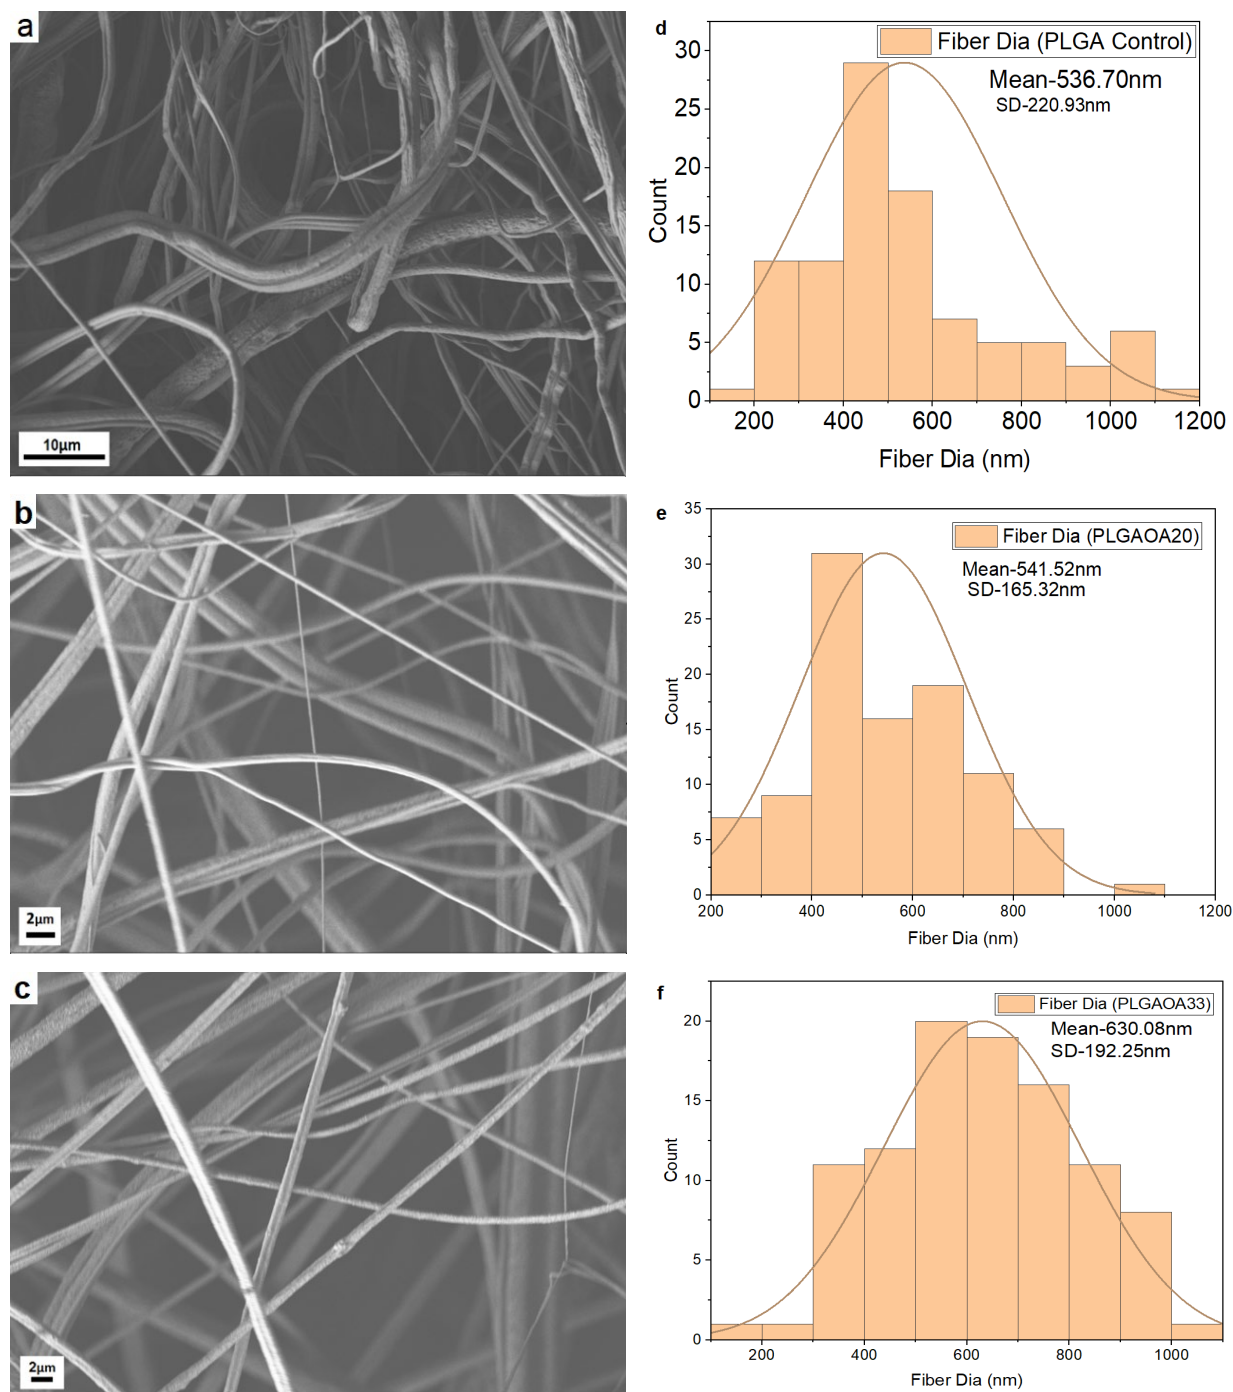 a
10µm
d
Fiber Dia (PLGA Control)
Mean-536.70nm
SD-220.93nm
Count
30
25
20
15
10
5
0
200 400 600 800 1000 1200
Fiber Dia (nm)
b
2µm
e
Fiber Dia (PLGAOA20)
Mean-541.52nm
SD-165.32nm
Count
35
30
25
20
15
10
5
0
200 400 600 800 1000 1200
Fiber Dia (nm)
c
2µm
f
Fiber Dia (PLGAOA33)
Mean-630.08nm
SD-192.25nm
Count
20
15
10
5
0
200 400 600 800 1000
Fiber Dia (nm)